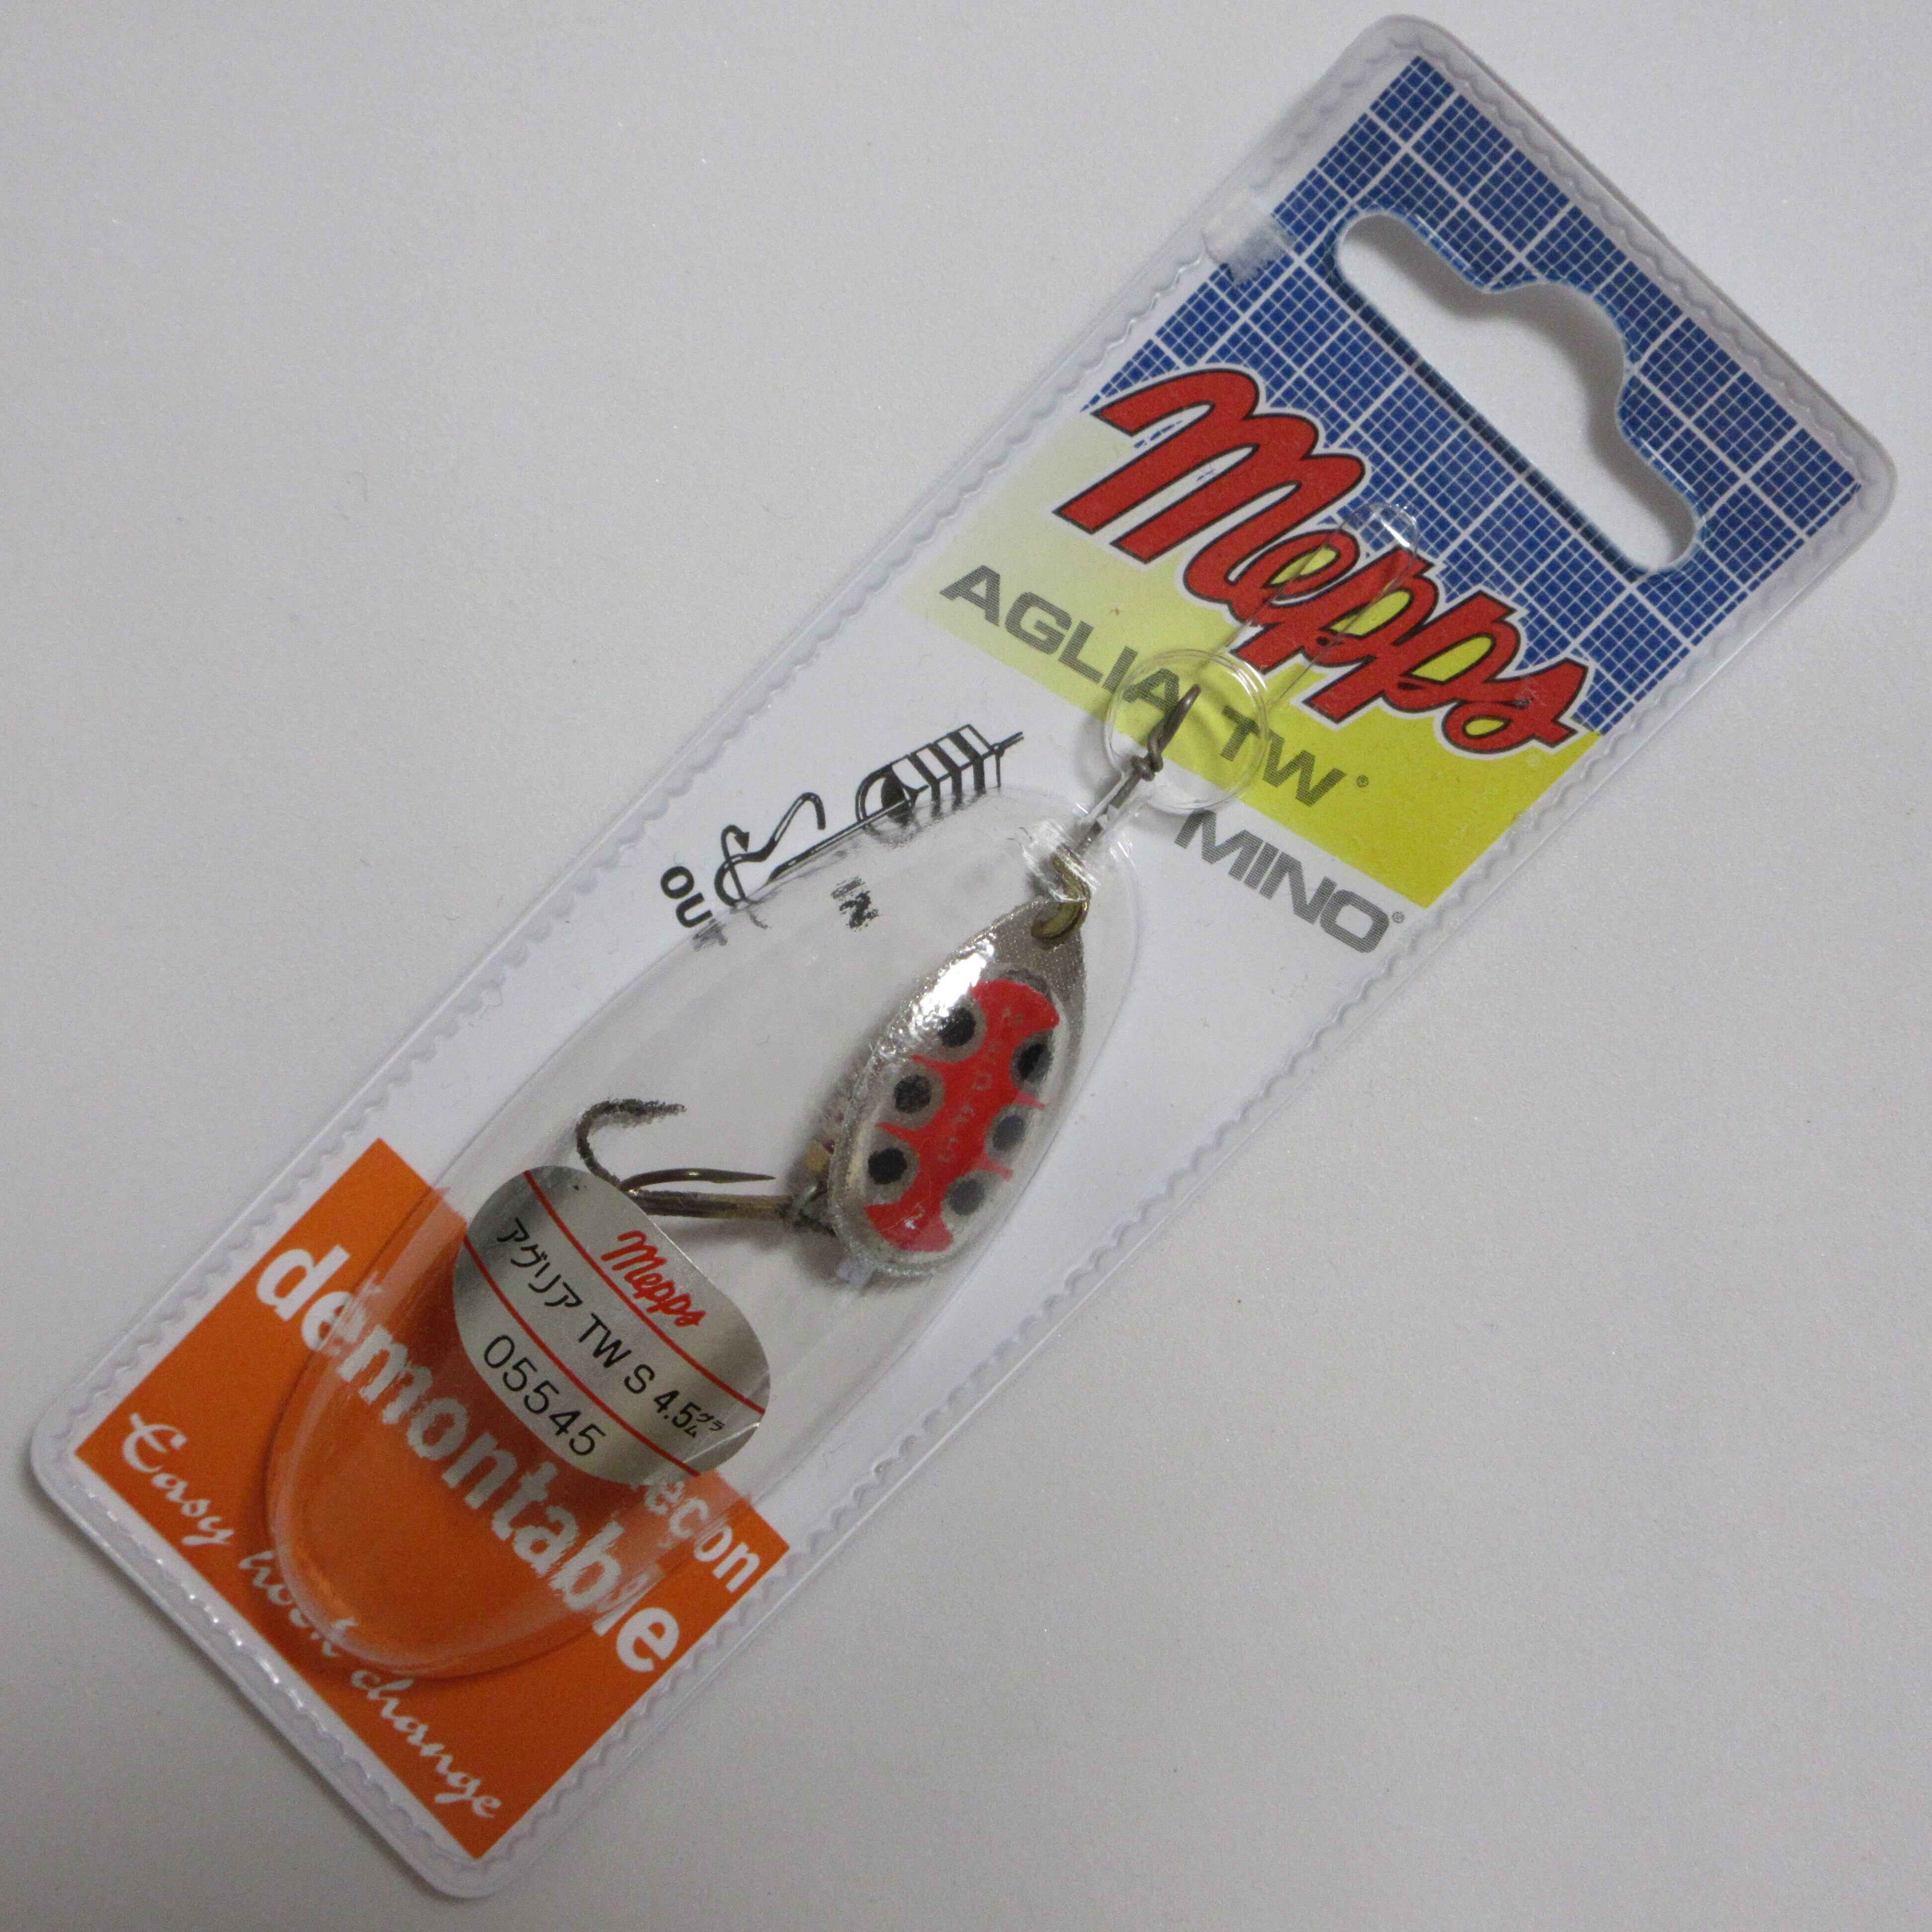 Mepps
AGLIA TW®
MINO®
OUT
IN
Mepps
アグリア TW S 4.5グラム
05545
demontable
Easy hook change